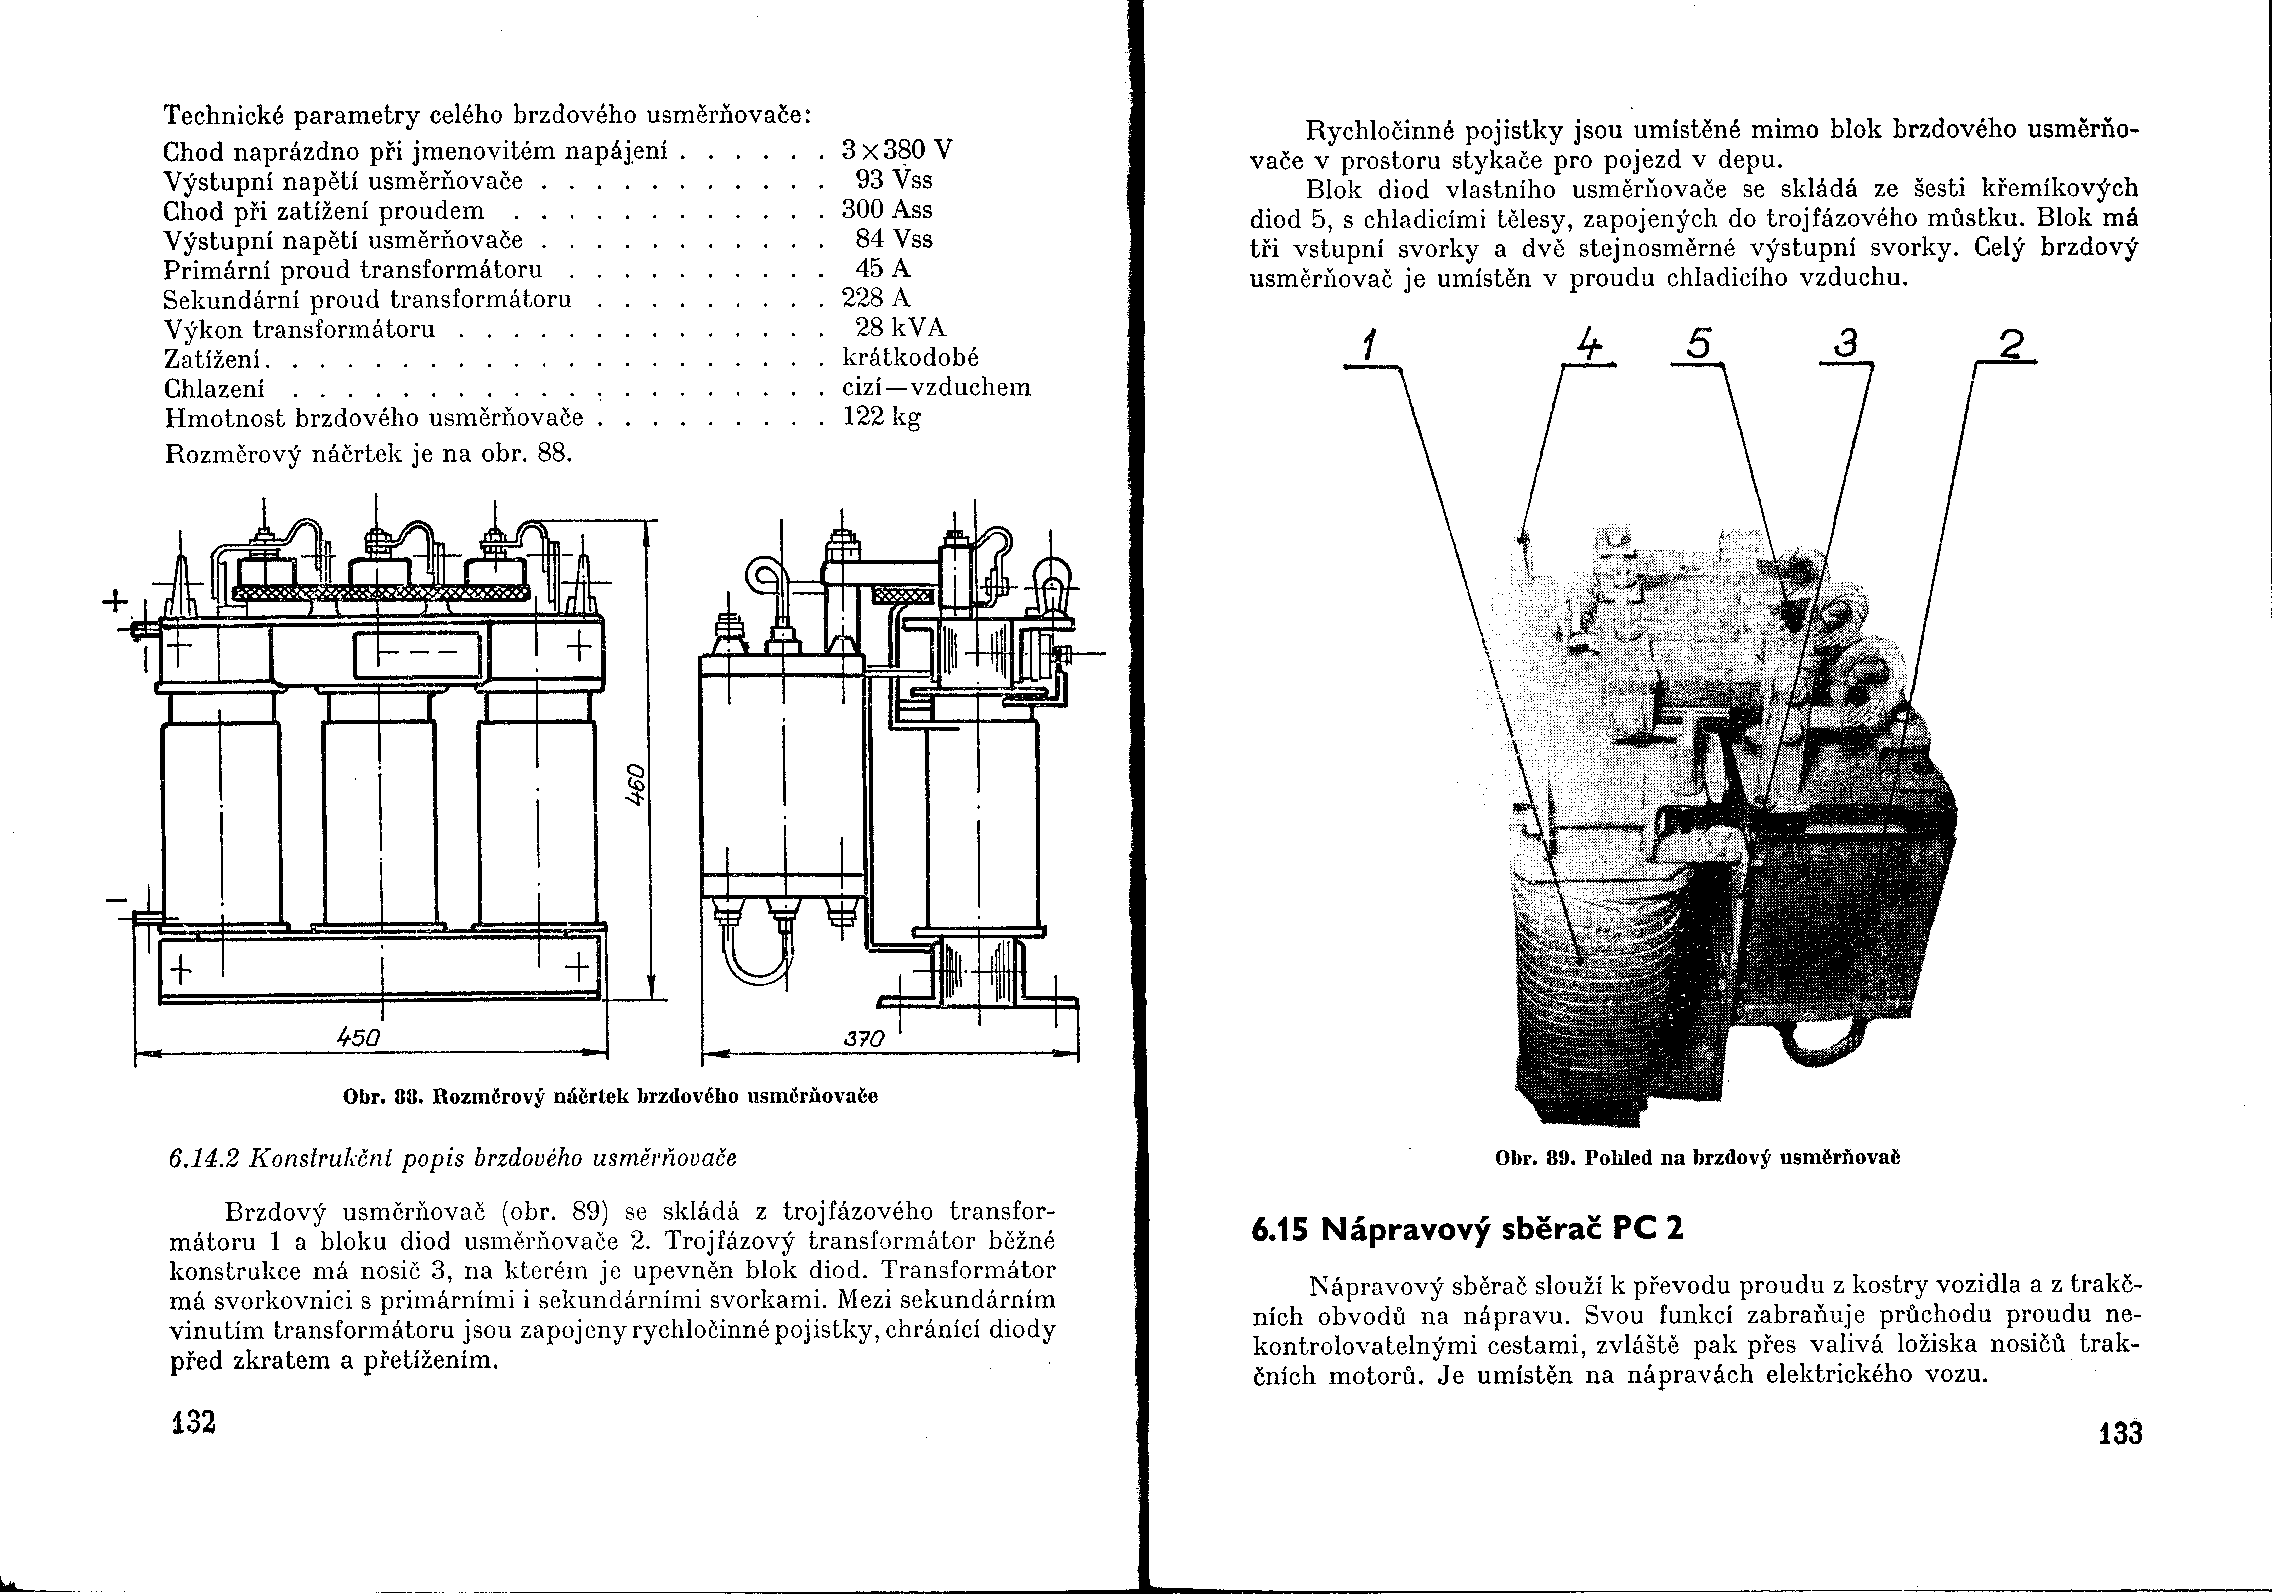 Technické parametry celého brzdového usměrňovače:
Chod naprázdno při jmenovitém napájení . . . . . . 3×380 V
Výstupní napětí usměrňovače . . . . . . . . . . . 93 Vss
Chod při zatížení proudem . . . . . . . . . . . . 300 Ass
Výstupní napětí usměrňovače . . . . . . . . . . . 84 Vss
Primární proud transformátoru . . . . . . . . . . 45 A
Sekundární proud transformátoru . . . . . . . . . 228 A
Výkon transformátoru . . . . . . . . . . . . . . 28 kVA
Zatížení. . . . . . . . . . . . . . . . . . . . . krátkodobé
Chlazení . . . . . . . . . . . . . . . . . . . . cizí—vzduchem
Hmotnost brzdového usměrňovače . . . . . . . . . 122 kg
Rozměrový náčrtek je na obr. 88.
+
−
460
450
370
Obr. 88. Rozměrový náčrtek brzdového usměrňovače
6.14.2 Konstrukční popis brzdového usměrňovače
Brzdový usměrňovač (obr. 89) se skládá z trojfázového transfor-
mátoru 1 a bloku diod usměrňovače 2. Trojfázový transformátor běžné
konstrukce má nosič 3, na kterém je upevněn blok diod. Transformátor
má svorkovnici s primárními i sekundárními svorkami. Mezi sekundárním
vinutím transformátoru jsou zapojeny rychločinné pojistky, chránící diody
před zkratem a přetížením.
132
Rychločinné pojistky jsou umístěné mimo blok brzdového usměrňo-
vače v prostoru stykače pro pojezd v depu.
Blok diod vlastního usměrňovače se skládá ze šesti křemíkových
diod 5, s chladicími tělesy, zapojených do trojfázového můstku. Blok má
tři vstupní svorky a dvě stejnosměrné výstupní svorky. Celý brzdový
usměrňovač je umístěn v proudu chladicího vzduchu.
1 4 5 3 2
Obr. 89. Pohled na brzdový usměrňovač
6.15 Nápravový sběrač PC 2
Nápravový sběrač slouží k převodu proudu z kostry vozidla a z trakč-
ních obvodů na nápravu. Svou funkcí zabraňuje průchodu proudu ne-
kontrolovatelnými cestami, zvláště pak přes valivá ložiska nosičů trak-
čních motorů. Je umístěn na nápravách elektrického vozu.
133